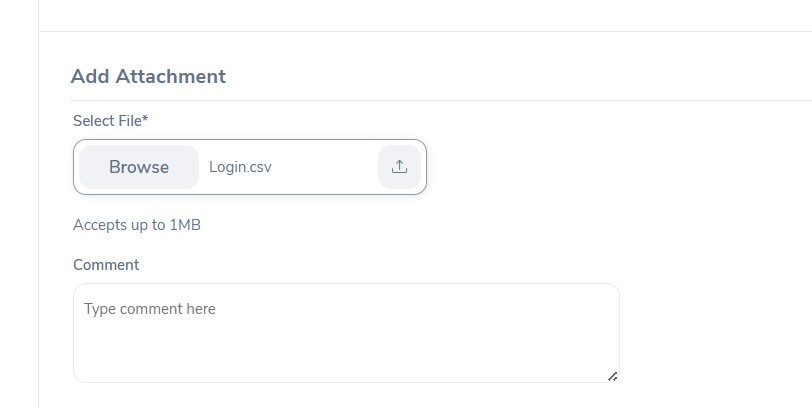 Add Attachment
Select File*
Browse Login.csv
Accepts up to 1MB
Comment
Type comment here